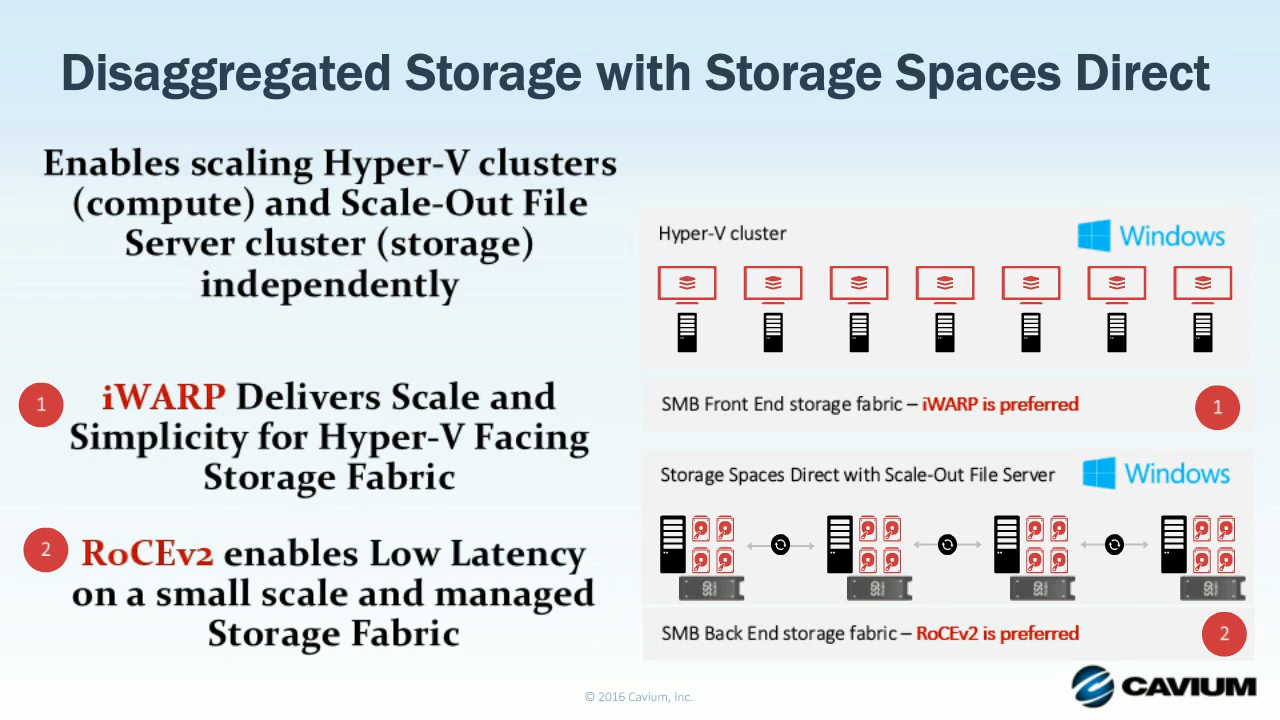 Disaggregated Storage with Storage Spaces Direct
Enables scaling Hyper-V clusters
(compute) and Scale-Out File
Server cluster (storage)
independently
1
iWARP Delivers Scale and
Simplicity for Hyper-V Facing
Storage Fabric
2
RoCEv2 enables Low Latency
on a small scale and managed
Storage Fabric
Hyper-V cluster
Windows
SMB Front End storage fabric – iWARP is preferred
1
Storage Spaces Direct with Scale-Out File Server
Windows
SSD
SSD
SSD
SSD
SMB Back End storage fabric – RoCEv2 is preferred
2
© 2016 Cavium, Inc.
CAVIUM